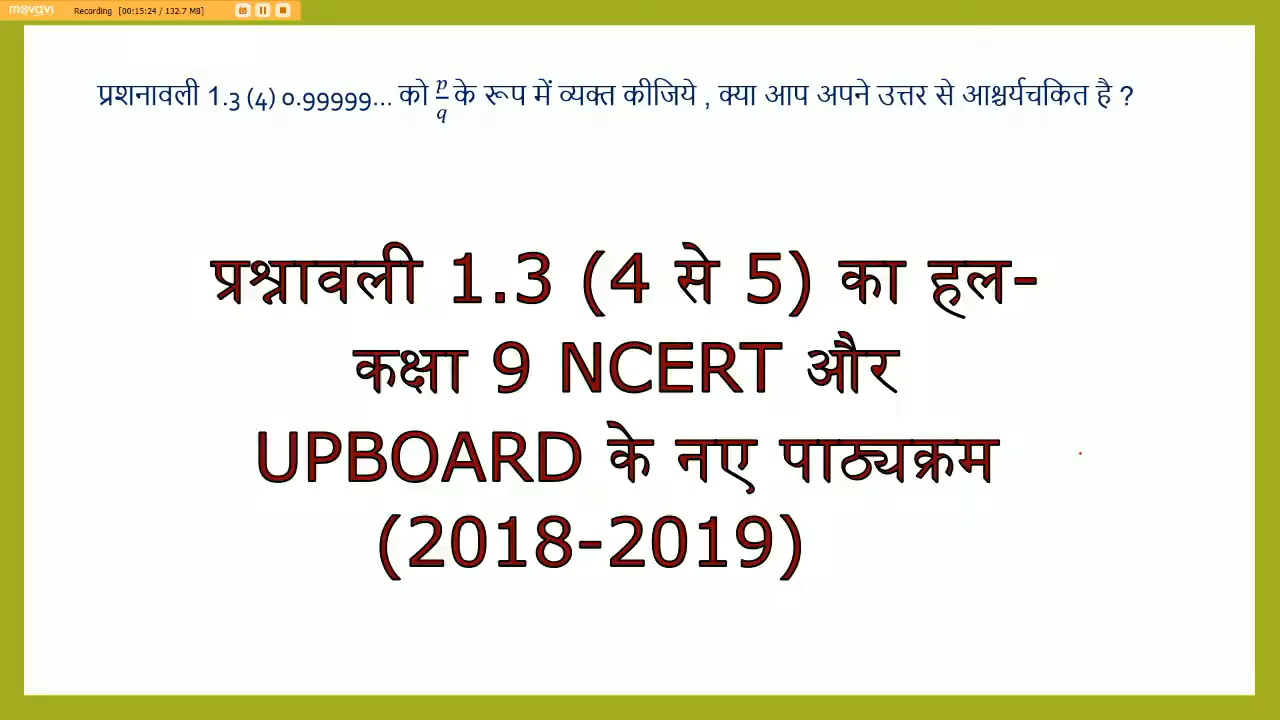 movavi
Recording [00:15:24 / 132.7 MB]
प्रशनावली 1.3 (4) 0.99999... को p/q के रूप में व्यक्त कीजिये , क्या आप अपने उत्तर से आश्चर्यचकित है ?
प्रश्नावली 1.3 (4 से 5) का हल-
कक्षा 9 NCERT और
UPBOARD के नए पाठ्यक्रम
(2018-2019)